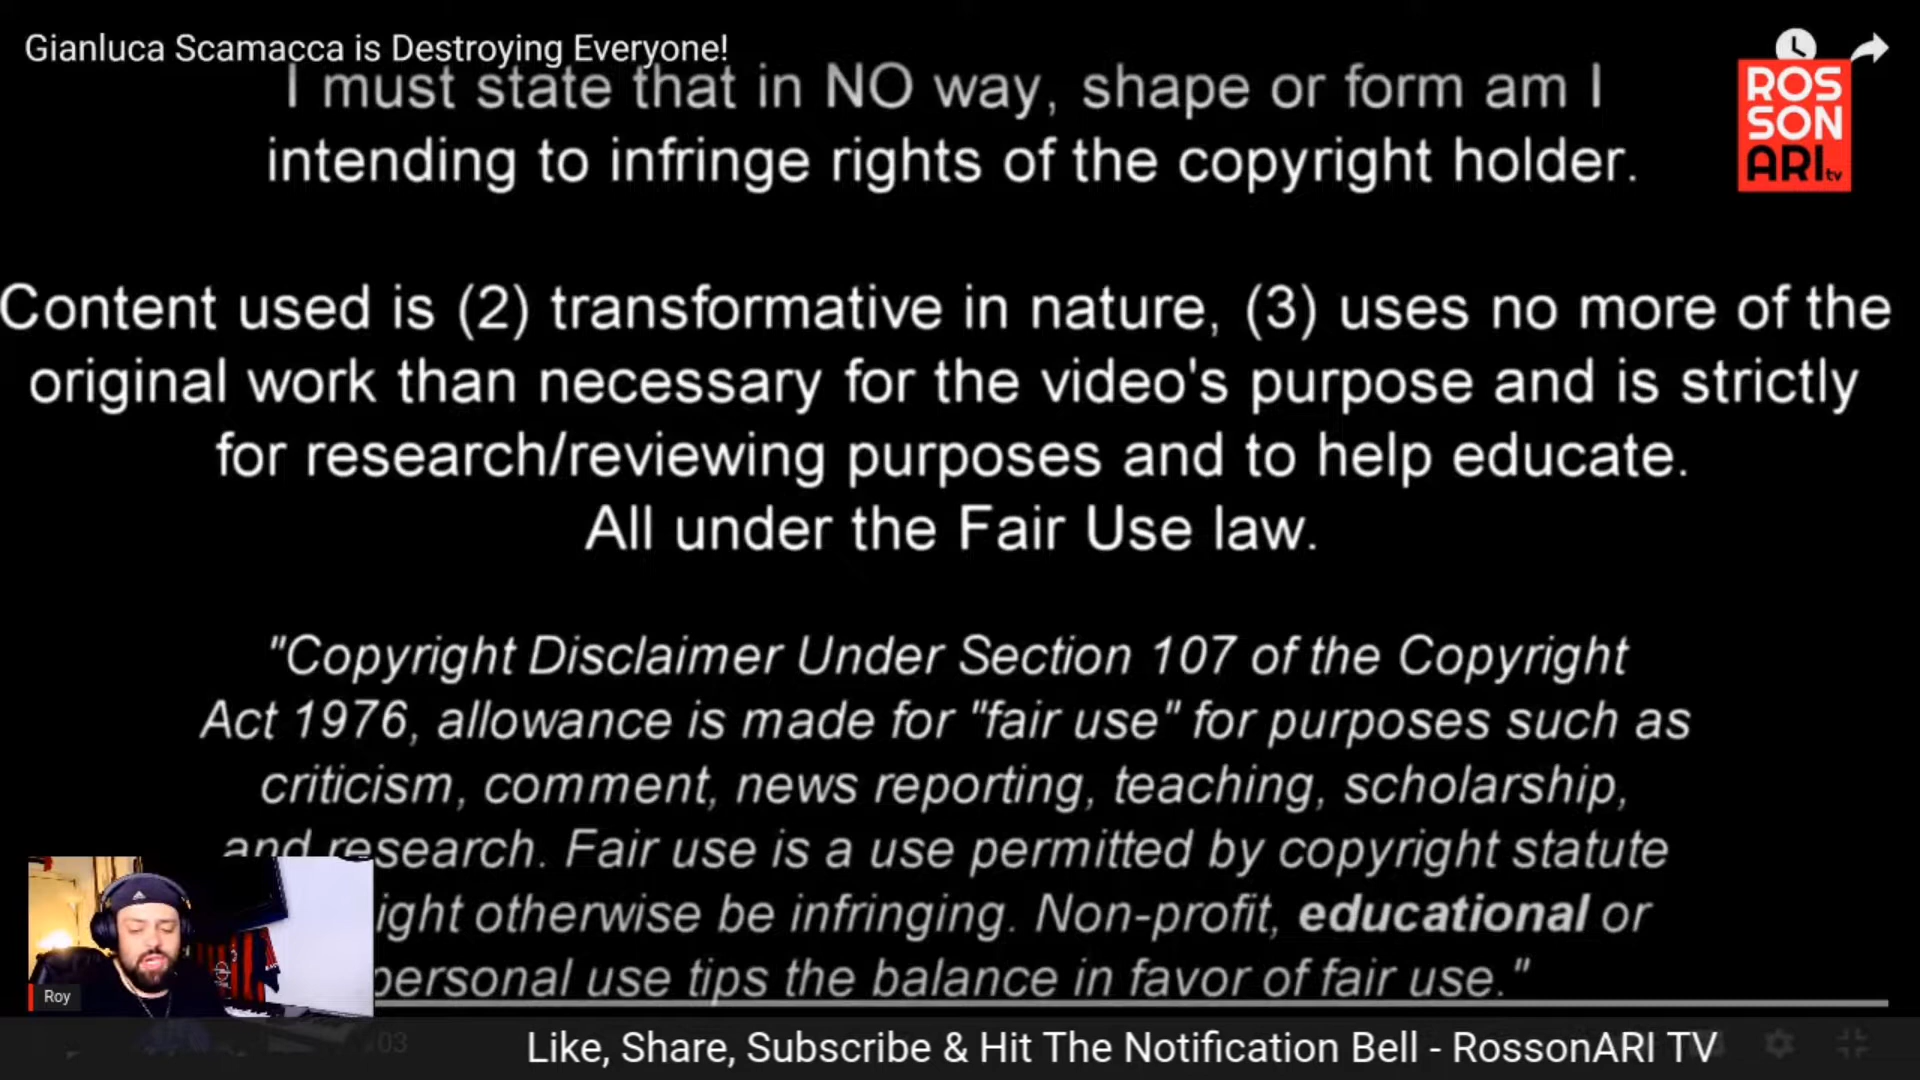 Gianluca Scamacca is Destroying Everyone!
I must state that in NO way, shape or form am I
intending to infringe rights of the copyright holder.
ROS
SON
ARI tv
Content used is (2) transformative in nature, (3) uses no more of the
original work than necessary for the video's purpose and is strictly
for research/reviewing purposes and to help educate.
All under the Fair Use law.
"Copyright Disclaimer Under Section 107 of the Copyright
Act 1976, allowance is made for "fair use" for purposes such as
criticism, comment, news reporting, teaching, scholarship,
and research. Fair use is a use permitted by copyright statute
ight otherwise be infringing. Non-profit, educational or
personal use tips the balance in favor of fair use."
Roy
03
Like, Share, Subscribe & Hit The Notification Bell - RossonARI TV